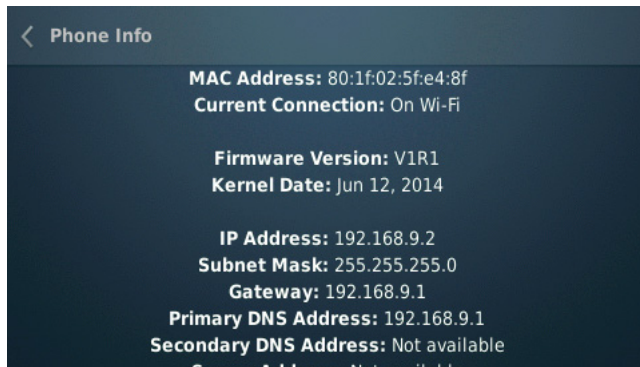 Phone Info
MAC Address: 80:1f:02:5f:e4:8f
Current Connection: On Wi-Fi
Firmware Version: V1R1
Kernel Date: Jun 12, 2014
IP Address: 192.168.9.2
Subnet Mask: 255.255.255.0
Gateway: 192.168.9.1
Primary DNS Address: 192.168.9.1
Secondary DNS Address: Not available